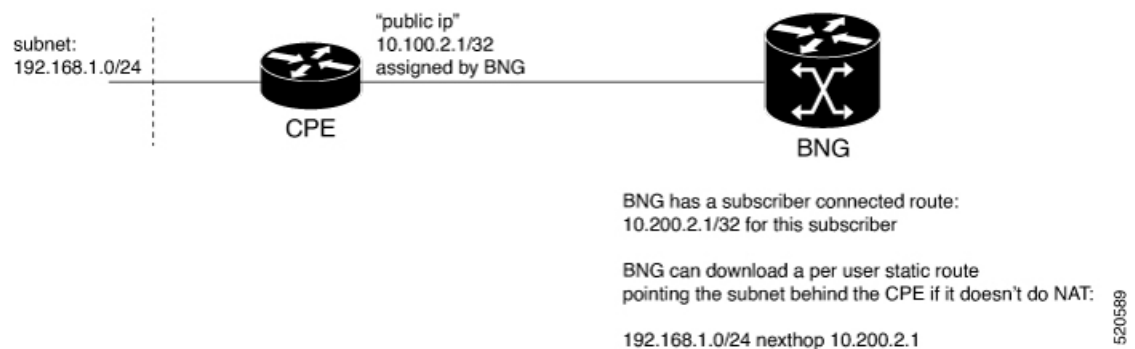 subnet:
192.168.1.0/24
"public ip"
10.100.2.1/32
assigned by BNG
CPE
BNG
BNG has a subscriber connected route:
10.200.2.1/32 for this subscriber
BNG can download a per user static route
pointing the subnet behind the CPE if it doesn't do NAT:
192.168.1.0/24 nexthop 10.200.2.1
520589